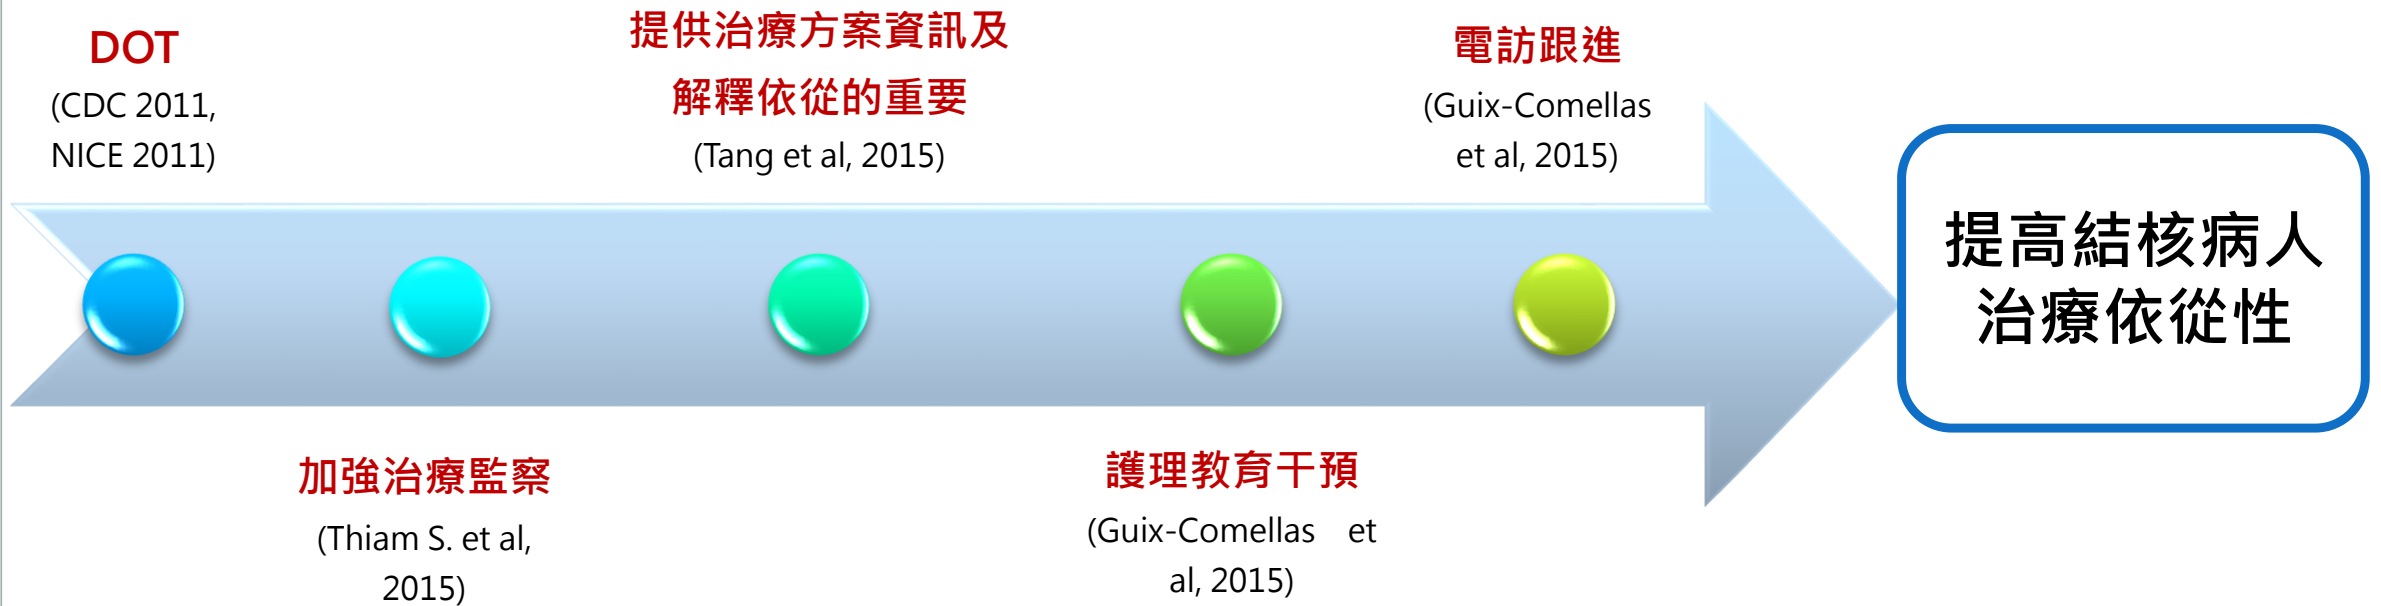 DOT
(CDC 2011,
NICE 2011)
加強治療監察
(Thiam S. et al,
2015)
提供治療方案資訊及
解釋依從的重要
(Tang et al, 2015)
護理教育干預
(Guix-Comellas et
al, 2015)
電訪跟進
(Guix-Comellas
et al, 2015)
提高結核病人
治療依從性